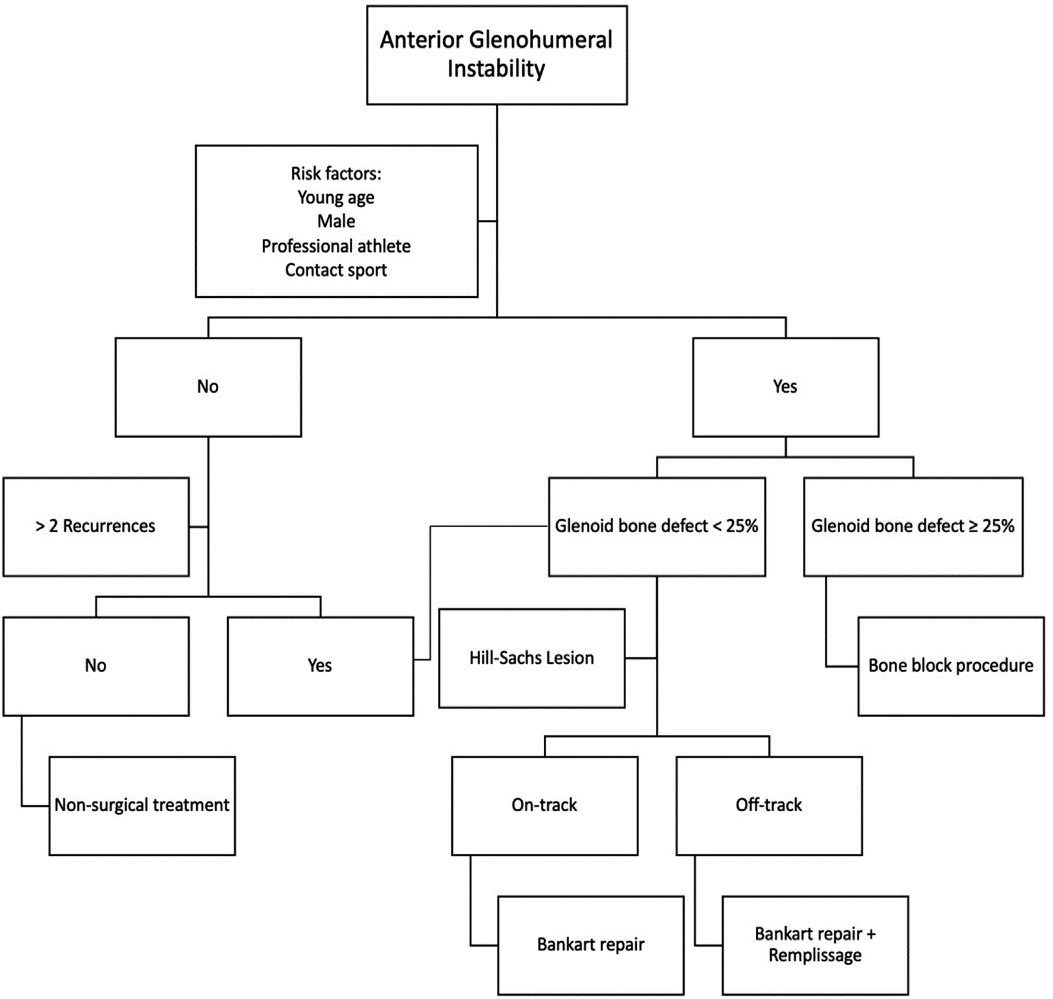 Anterior Glenohumeral
Instability
Risk factors:
Young age
Male
Professional athlete
Contact sport
No
Yes
> 2 Recurrences
Glenoid bone defect < 25%
Glenoid bone defect ≥ 25%
No
Yes
Hill-Sachs Lesion
Bone block procedure
Non-surgical treatment
On-track
Off-track
Bankart repair
Bankart repair +
Remplissage